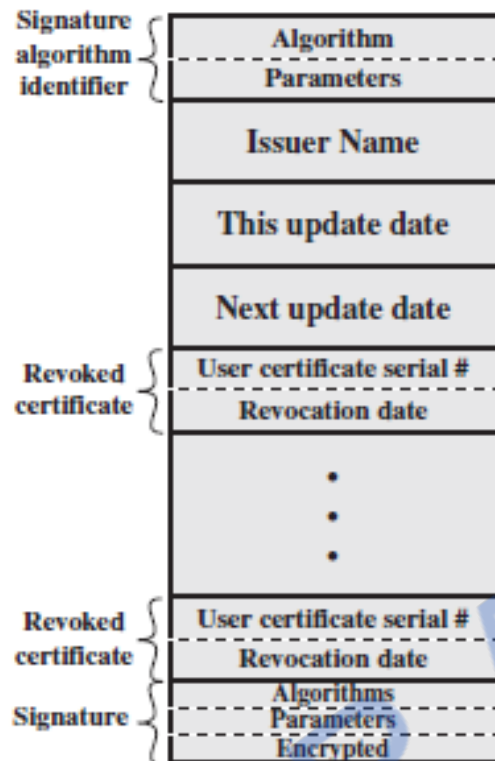 Signature
algorithm
identifier
Algorithm
Parameters
Issuer Name
This update date
Next update date
Revoked
certificate
User certificate serial #
Revocation date
Revoked
certificate
User certificate serial #
Revocation date
Signature
Algorithms
Parameters
Encrypted